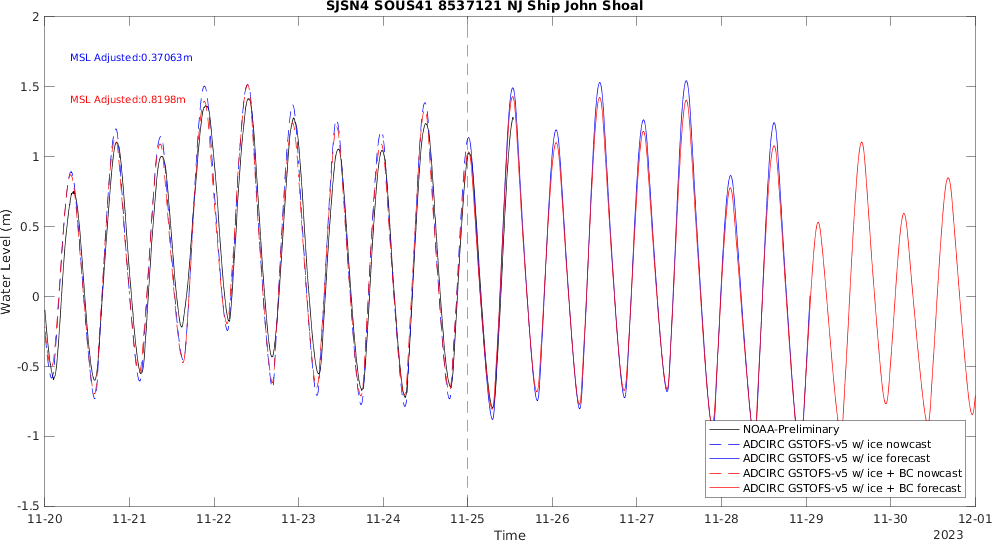 SJSN4 SOUS41 8537121 NJ Ship John Shoal
2
1.5
1
0.5
0
-0.5
-1
-1.5
Water Level (m)
MSL Adjusted:0.37063m
MSL Adjusted:0.8198m
NOAA-Preliminary
ADCIRC GSTOFS-v5 w/ ice nowcast
ADCIRC GSTOFS-v5 w/ ice forecast
ADCIRC GSTOFS-v5 w/ ice + BC nowcast
ADCIRC GSTOFS-v5 w/ ice + BC forecast
11-20 11-21 11-22 11-23 11-24 11-25 11-26 11-27 11-28 11-29 11-30 12-01
Time
2023